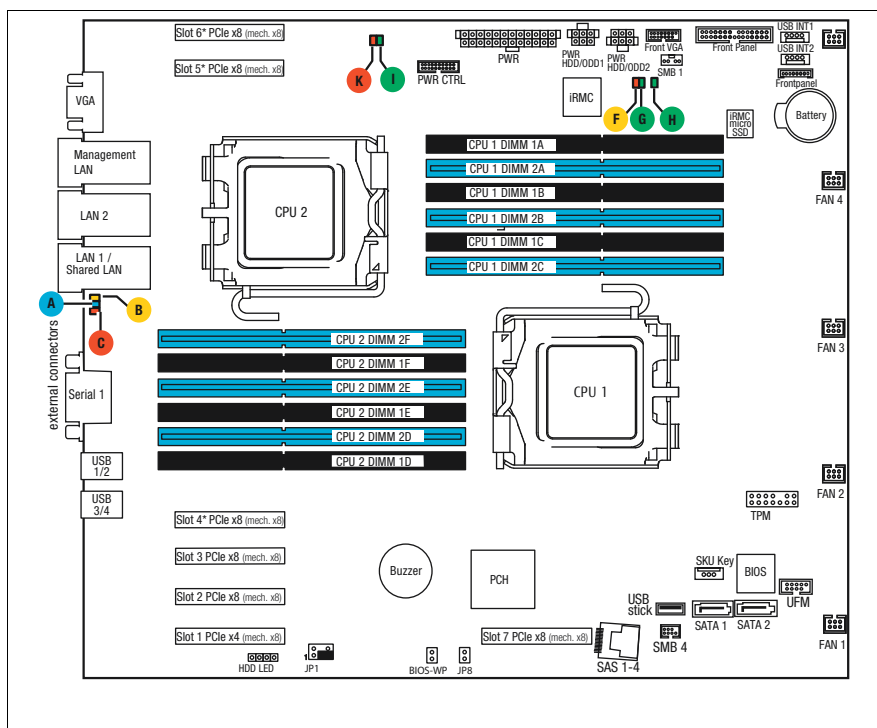 Slot 6* PCIe x8 (mech. x8)
Slot 5* PCIe x8 (mech. x8)
K
I
PWR CTRL
PWR
PWR
HDD/ODD1
PWR
HDD/ODD2
Front VGA
SMB 1
Front Panel
USB INT1
USB INT2
Frontpanel
iRMC
F
G
H
iRMC
micro
SSD
Battery
VGA
Management
LAN
LAN 2
LAN 1 /
Shared LAN
A
B
C
external connectors
Serial 1
USB
1/2
USB
3/4
CPU 2
CPU 1 DIMM 1A
CPU 1 DIMM 2A
CPU 1 DIMM 1B
CPU 1 DIMM 2B
CPU 1 DIMM 1C
CPU 1 DIMM 2C
FAN 4
CPU 2 DIMM 2F
CPU 2 DIMM 1F
CPU 2 DIMM 2E
CPU 2 DIMM 1E
CPU 2 DIMM 2D
CPU 2 DIMM 1D
CPU 1
FAN 3
FAN 2
TPM
Slot 4* PCIe x8 (mech. x8)
Slot 3 PCIe x8 (mech. x8)
Slot 2 PCIe x8 (mech. x8)
Slot 1 PCIe x4 (mech. x8)
Buzzer
PCH
SKU Key
BIOS
UFM
USB
stick
SATA 1
SATA 2
Slot 7 PCIe x8 (mech. x8)
SAS 1-4
SMB 4
FAN 1
HDD LED
1
JP1
BIOS-WP
JP8